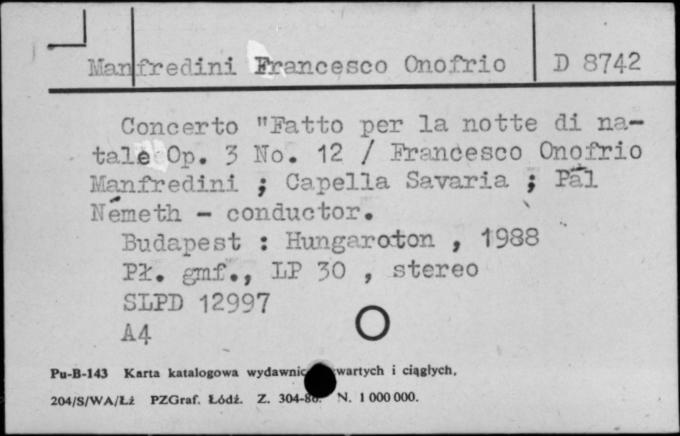 Manfredini Francesco Onofrio D 8742
Concerto "Fatto per la notte di na-
tale Op. 3 No. 12 / Francesco Onofrio
Manfredini ; Capella Savaria ; Pál
Németh - conductor.
Budapest : Hungaroton , 1988
Pł. gmf., LP 30 , stereo
SLPD 12997
A4
Pu-B-143 Karta katalogowa wydawnic wartych i ciągłych,
204/S/WA/Łż PZGraf. Łódź. Z. 304-86. N. 1 000 000.